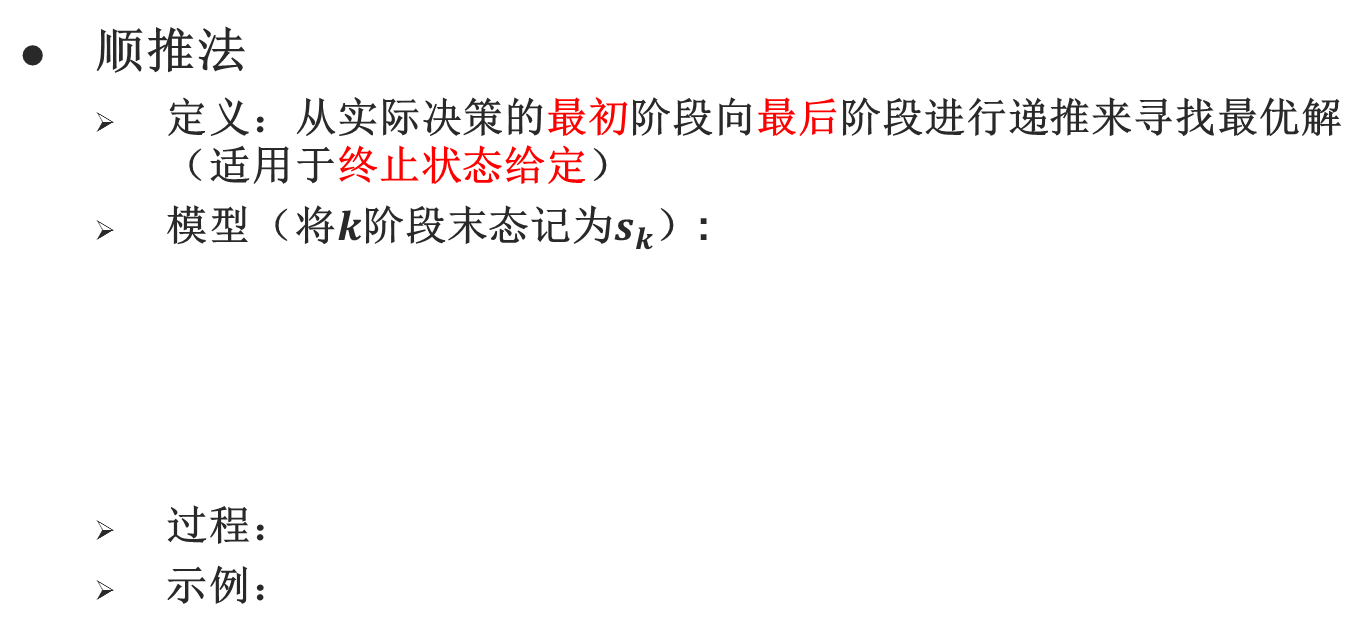 ● 顺推法
➢ 定义：从实际决策的最初阶段向最后阶段进行递推来寻找最优解
（适用于终止状态给定）
➢ 模型（将k阶段末态记为sₖ）：
➢ 过程：
➢ 示例：